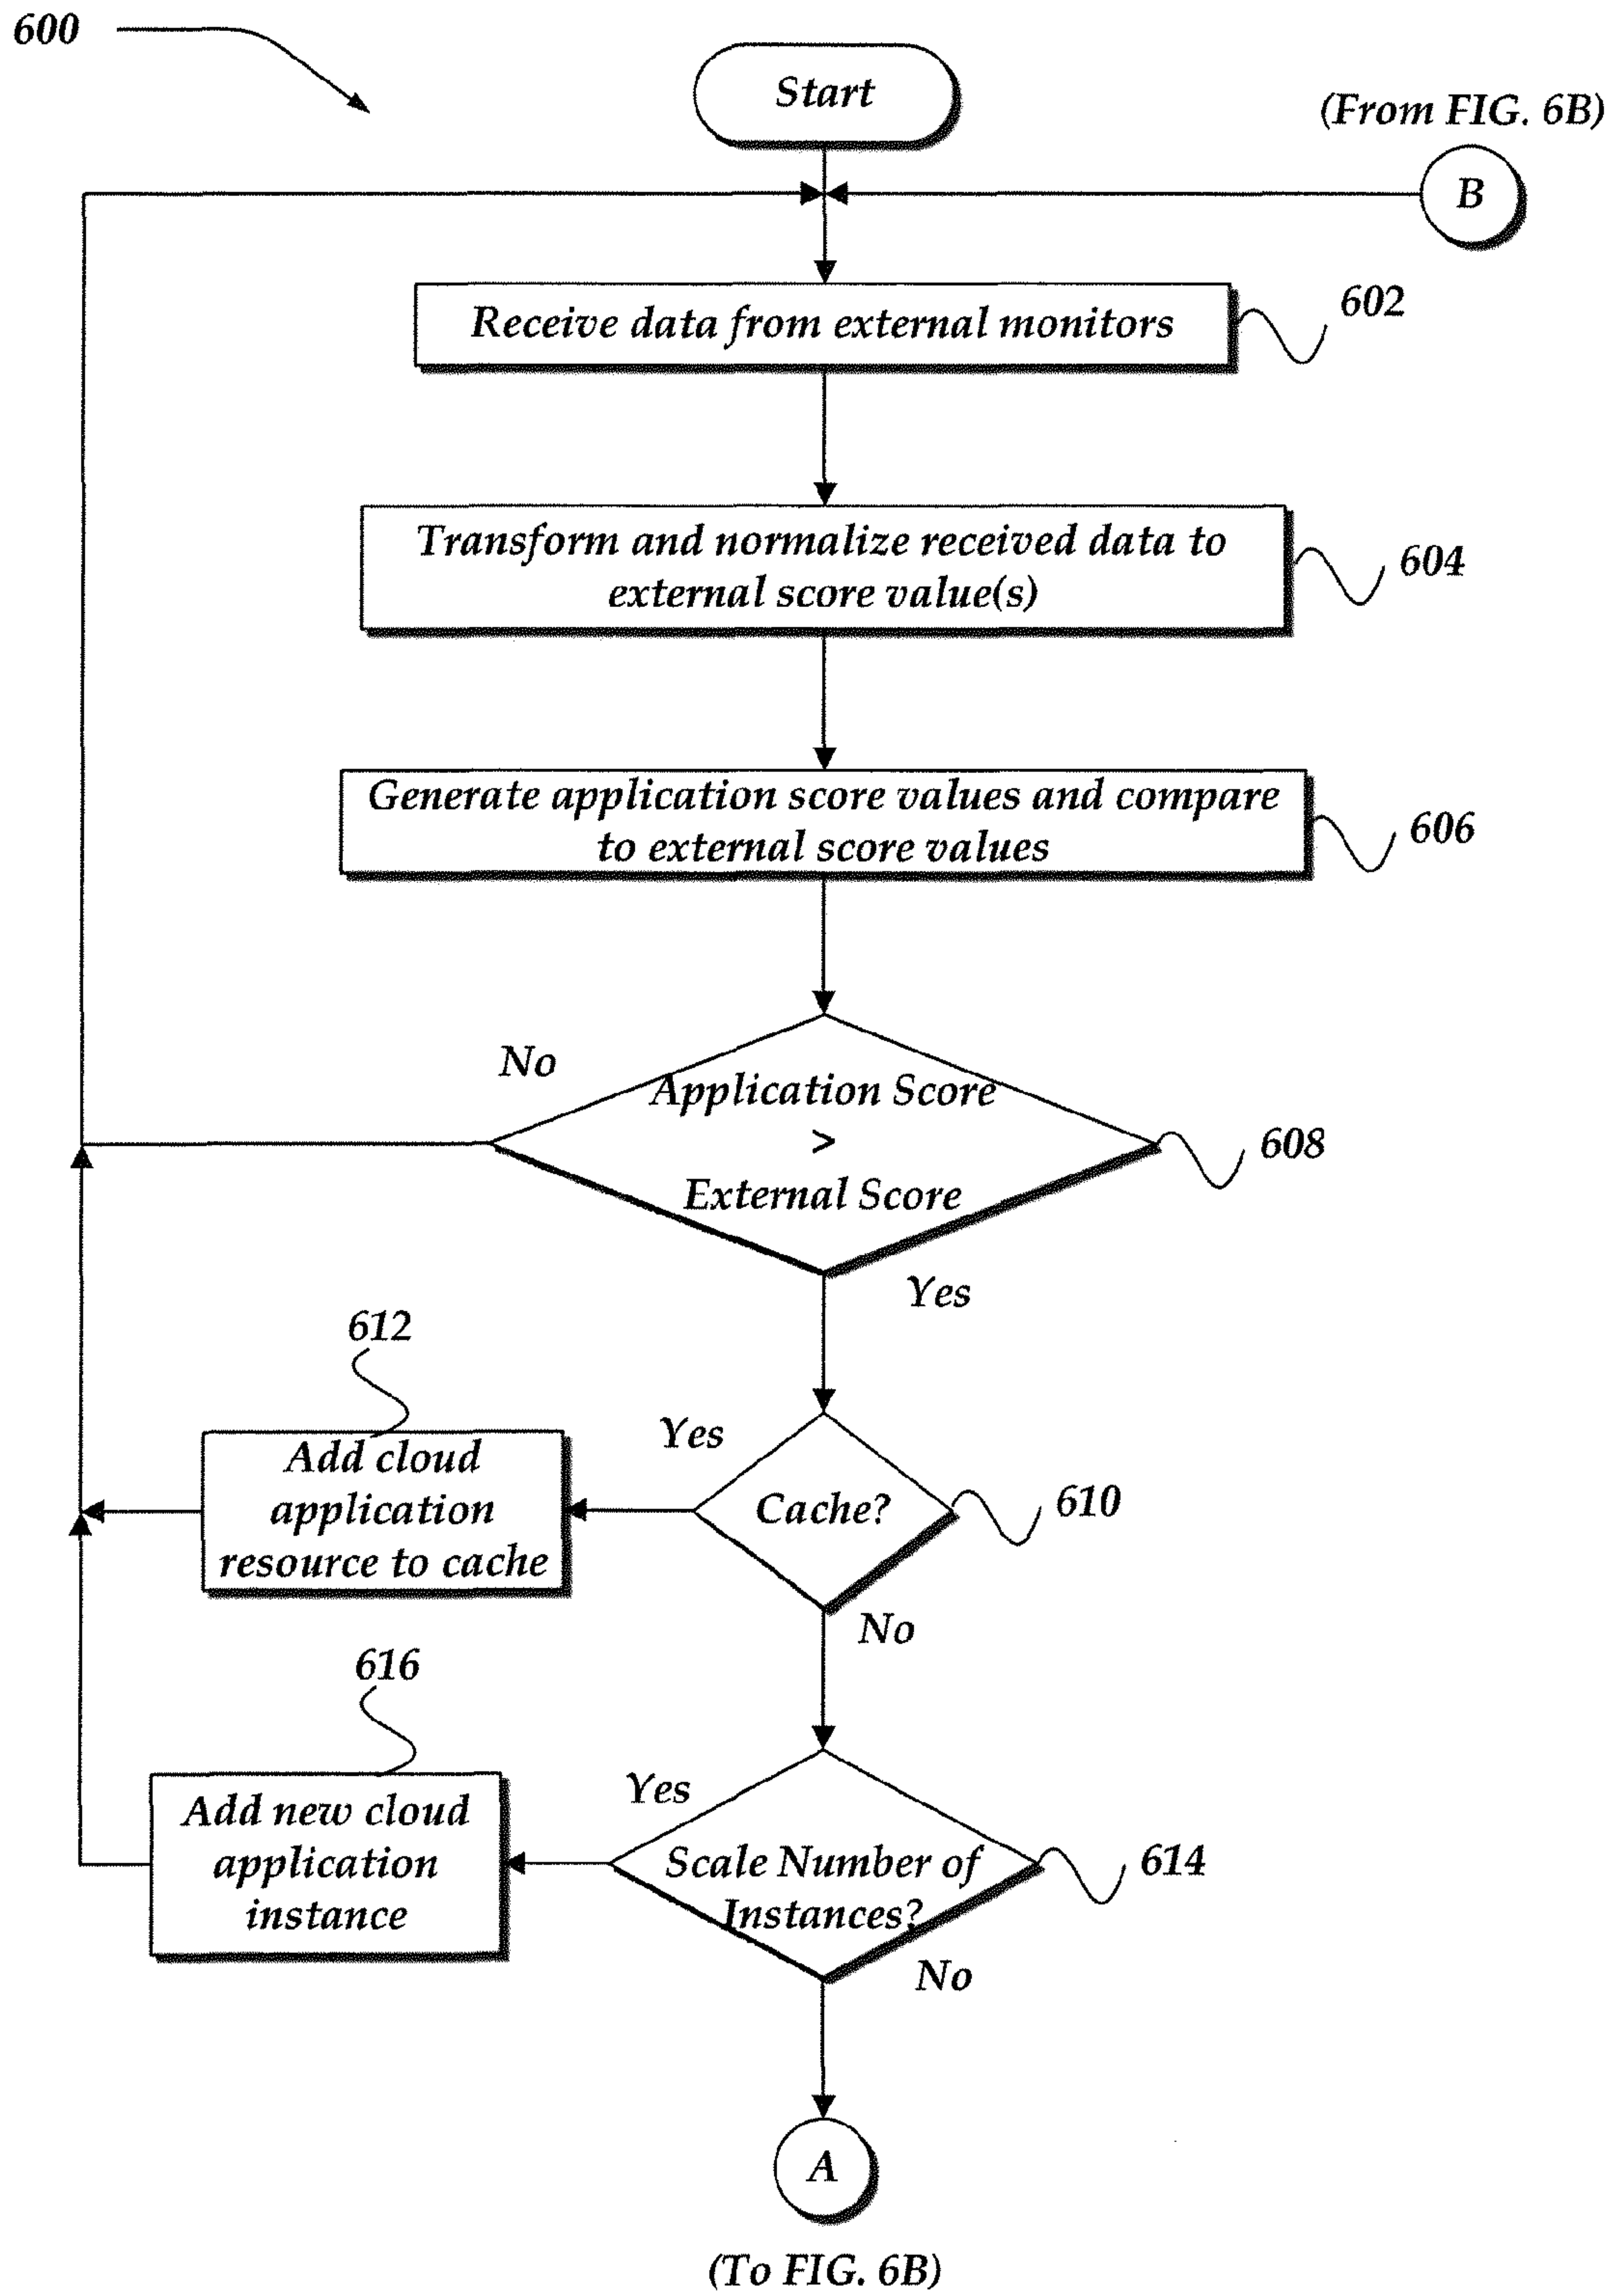 600
Start
(From FIG. 6B)
B
Receive data from external monitors
602
Transform and normalize received data to
external score value(s)
604
Generate application score values and compare
to external score values
606
No
Application Score
>
External Score
608
Yes
612
Yes
Add cloud
application
resource to cache
Cache?
610
No
616
Yes
Add new cloud
application
instance
Scale Number of
Instances?
614
No
A
(To FIG. 6B)